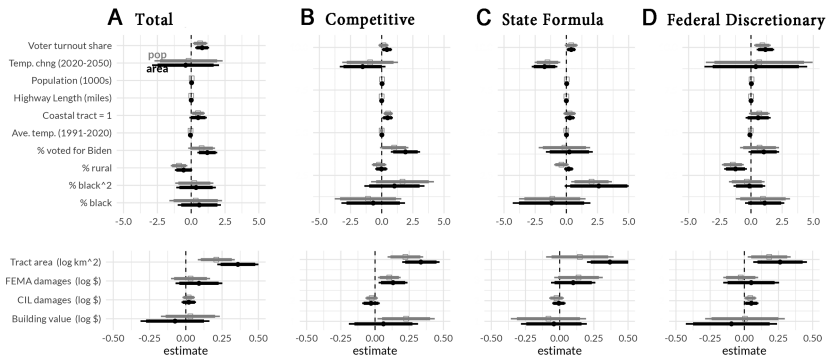 A Total B Competitive C State Formula D Federal Discretionary
Voter turnout share
pop
Temp. chng (2020-2050)
area
Population (1000s)
Highway Length (miles)
Coastal tract = 1
Ave. temp. (1991-2020)
% voted for Biden
% rural
% black^2
% black
-5.0 -2.5 0.0 2.5 5.0 -5.0 -2.5 0.0 2.5 5.0 -5.0 -2.5 0.0 2.5 5.0 -5.0 -2.5 0.0 2.5 5.0
Tract area (log km^2)
FEMA damages (log $)
CIL damages (log $)
Building value (log $)
-0.50 -0.25 0.00 0.25 0.50 -0.50 -0.25 0.00 0.25 0.50 -0.50 -0.25 0.00 0.25 0.50 -0.50 -0.25 0.00 0.25 0.50
estimate estimate estimate estimate